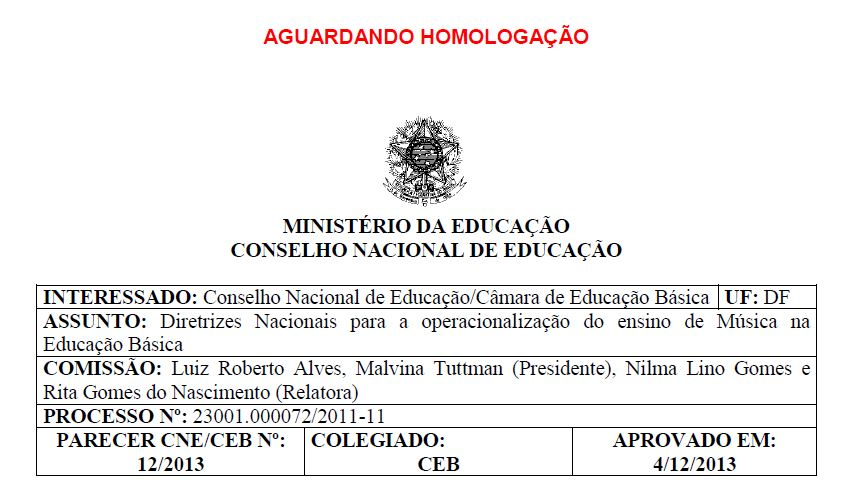 AGUARDANDO HOMOLOGAÇÃO
MINISTÉRIO DA EDUCAÇÃO
CONSELHO NACIONAL DE EDUCAÇÃO
INTERESSADO: Conselho Nacional de Educação/Câmara de Educação Básica UF: DF
ASSUNTO: Diretrizes Nacionais para a operacionalização do ensino de Música na
Educação Básica
COMISSÃO: Luiz Roberto Alves, Malvina Tuttman (Presidente), Nilma Lino Gomes e
Rita Gomes do Nascimento (Relatora)
PROCESSO Nº: 23001.000072/2011-11
PARECER CNE/CEB Nº:
12/2013
COLEGIADO:
CEB
APROVADO EM:
4/12/2013